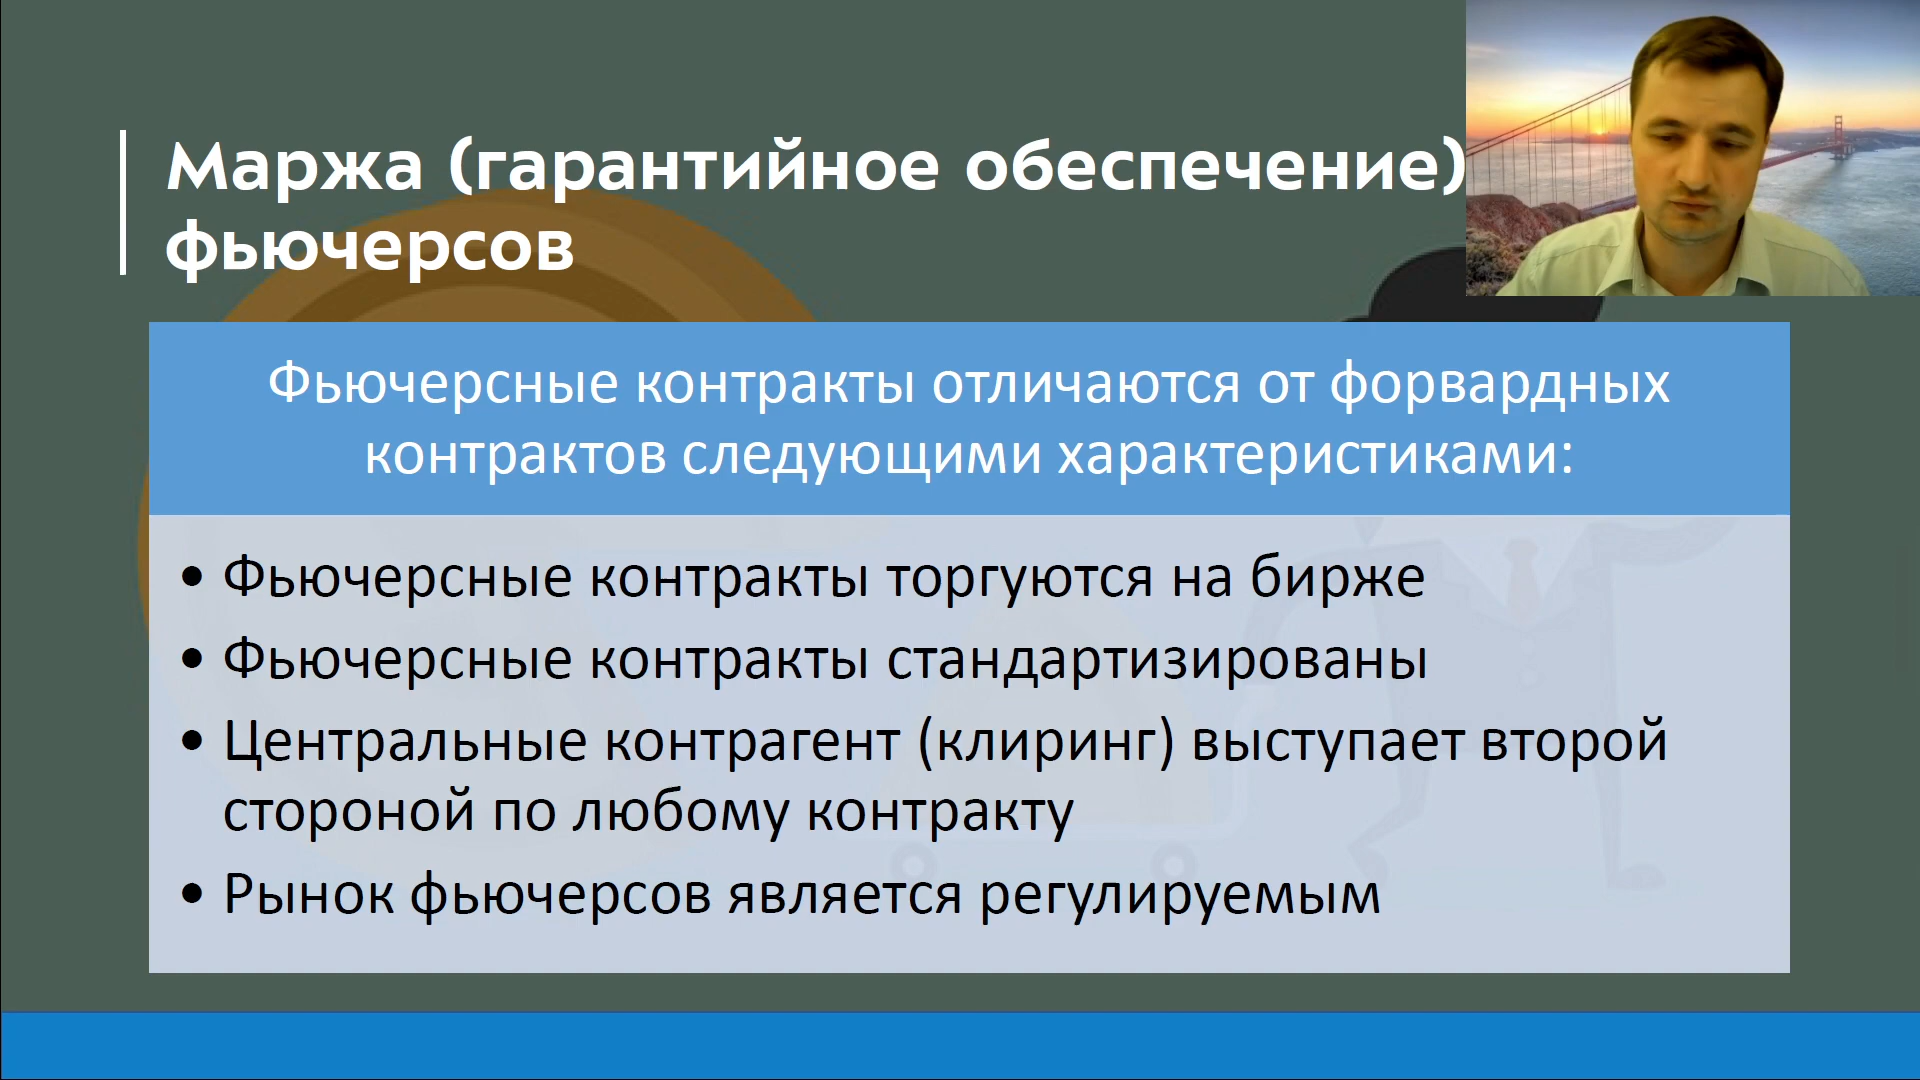 Маржа (гарантийное обеспечение)
фьючерсов
Фьючерсные контракты отличаются от форвардных
контрактов следующими характеристиками:
• Фьючерсные контракты торгуются на бирже
• Фьючерсные контракты стандартизированы
• Центральные контрагент (клиринг) выступает второй
стороной по любому контракту
• Рынок фьючерсов является регулируемым